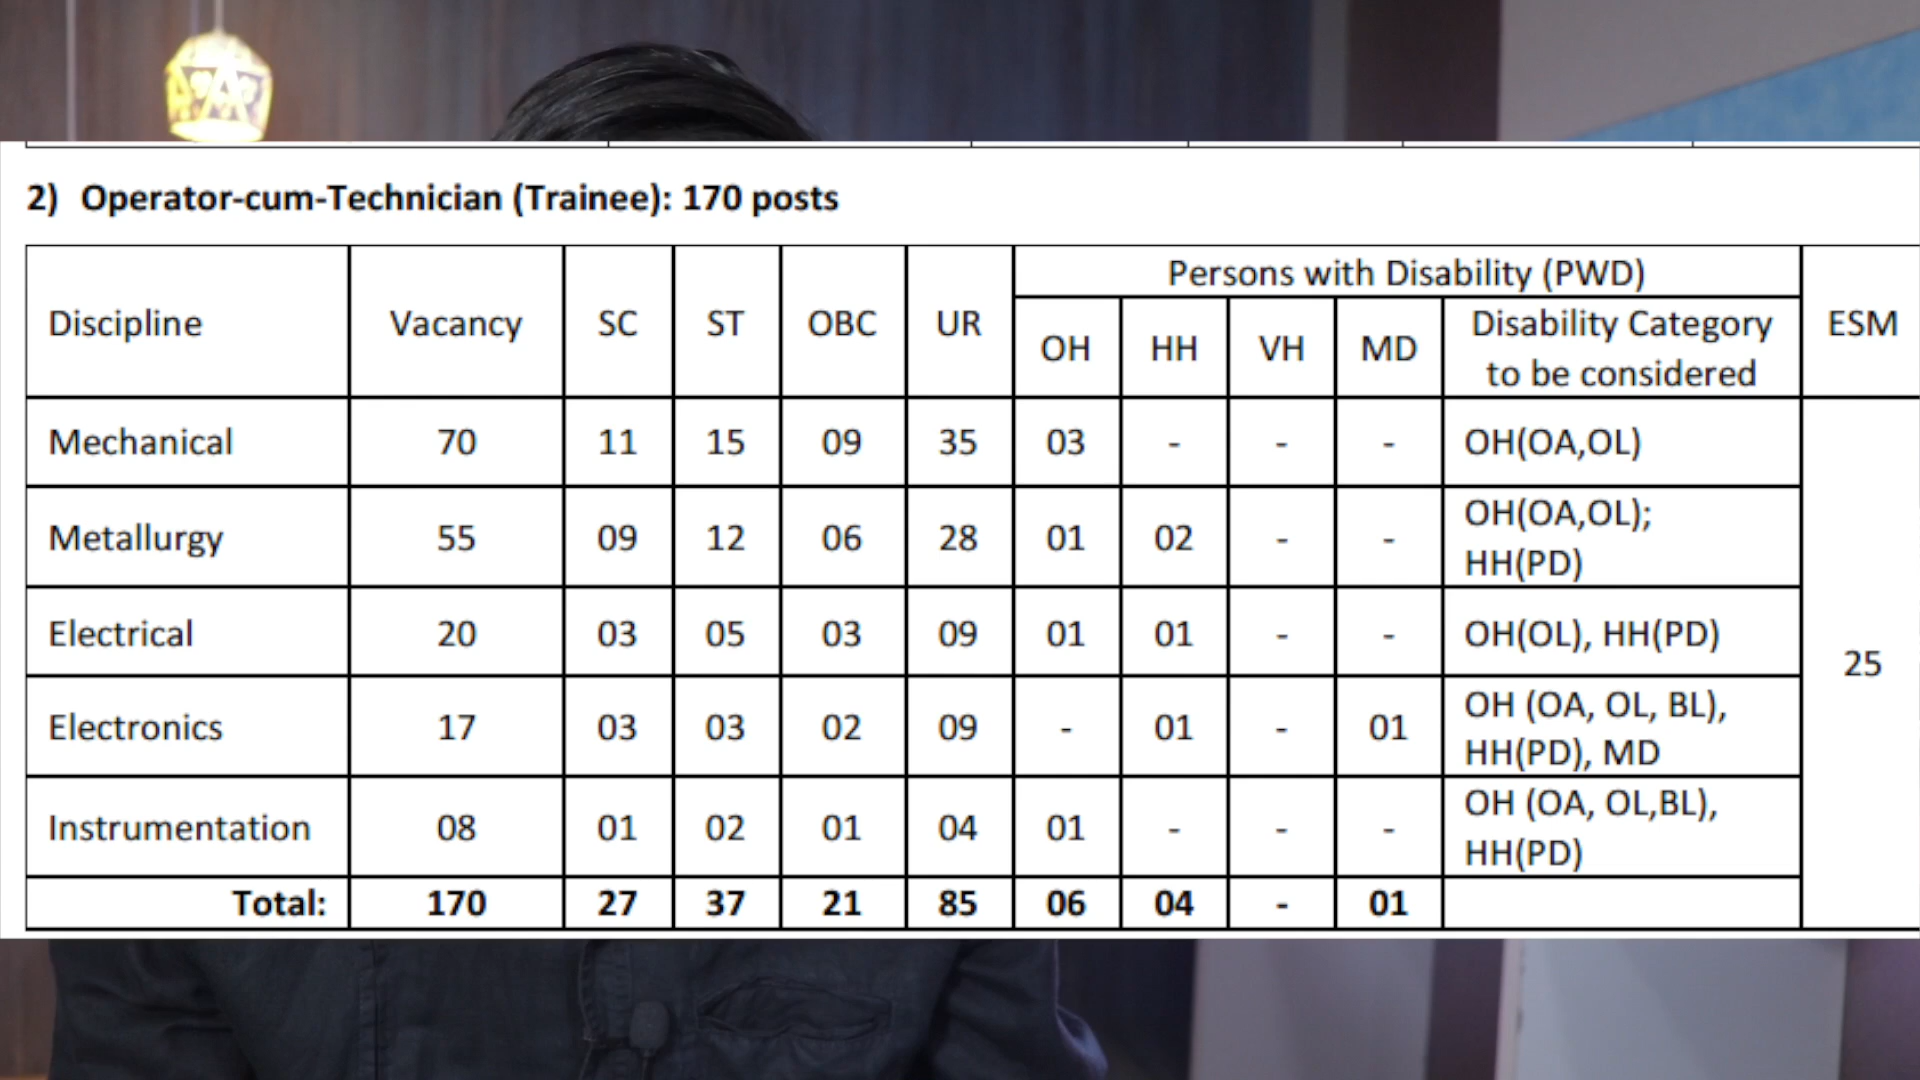 2) Operator-cum-Technician (Trainee): 170 posts
Discipline Vacancy SC ST OBC UR Persons with Disability (PWD) ESM
OH HH VH MD Disability Category to be considered
Mechanical 70 11 15 09 35 03 - - - OH(OA,OL)
Metallurgy 55 09 12 06 28 01 02 - - OH(OA,OL);
HH(PD)
Electrical 20 03 05 03 09 01 01 - - OH(OL), HH(PD)
25
Electronics 17 03 03 02 09 - 01 - 01 OH (OA, OL, BL),
HH(PD), MD
Instrumentation 08 01 02 01 04 01 - - - OH (OA, OL,BL),
HH(PD)
Total: 170 27 37 21 85 06 04 - 01